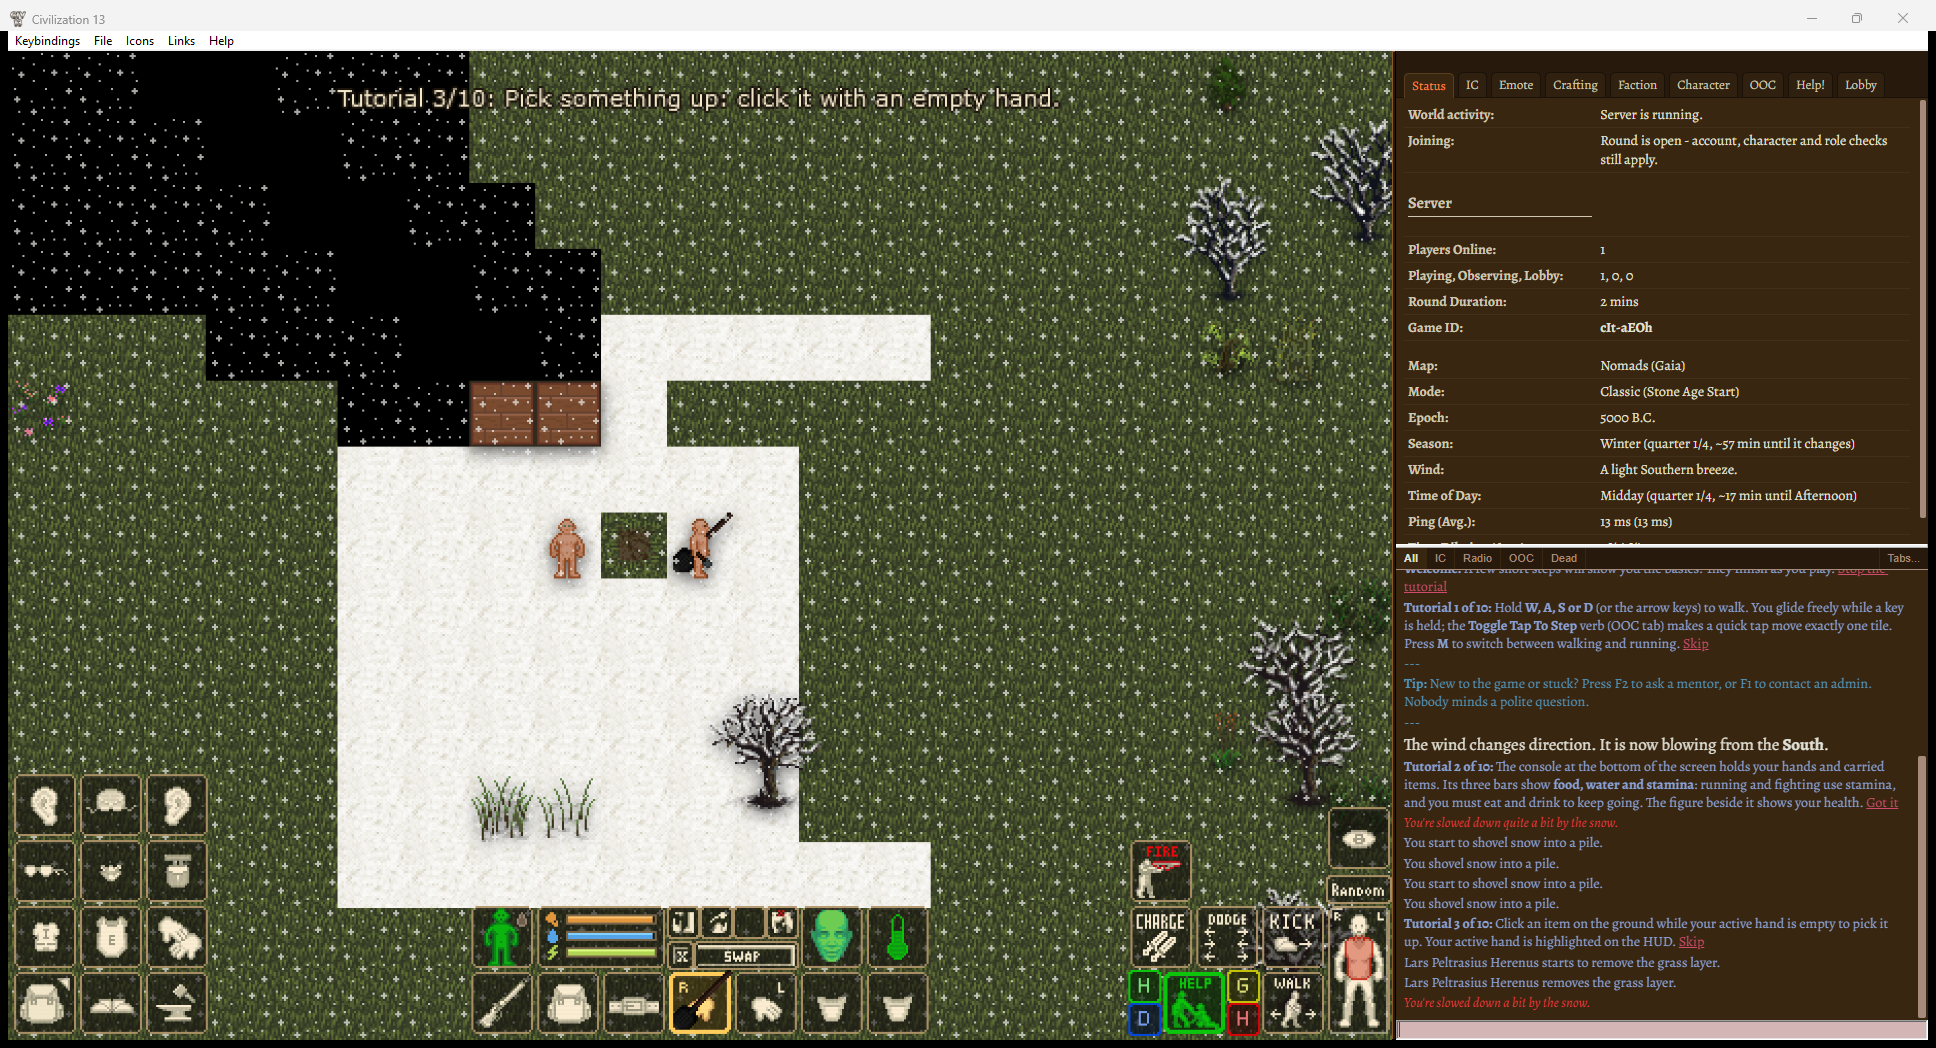 Civilization 13
Keybindings File Icons Links Help
Tutorial 3/10: Pick something up: click it with an empty hand.
Status IC Emote Crafting Faction Character OOC Help! Lobby
World activity: Server is running.
Joining: Round is open - account, character and role checks
still apply.
Server
Players Online: 1
Playing, Observing, Lobby: 1, 0, 0
Round Duration: 2 mins
Game ID: cIt-aEOh
Map: Nomads (Gaia)
Mode: Classic (Stone Age Start)
Epoch: 5000 B.C.
Season: Winter (quarter 1/4, ~57 min until it changes)
Wind: A light Southern breeze.
Time of Day: Midday (quarter 1/4, ~17 min until Afternoon)
Ping (Avg.): 13 ms (13 ms)
All IC Radio OOC Dead Tabs...
Welcome! A few short steps will show you the basics. They finish as you play. Stop the
tutorial
Tutorial 1 of 10: Hold W, A, S or D (or the arrow keys) to walk. You glide freely while a key
is held; the Toggle Tap To Step verb (OOC tab) makes a quick tap move exactly one tile.
Press M to switch between walking and running. Skip
---
Tip: New to the game or stuck? Press F2 to ask a mentor, or F1 to contact an admin.
Nobody minds a polite question.
---
The wind changes direction. It is now blowing from the South.
Tutorial 2 of 10: The console at the bottom of the screen holds your hands and carried
items. Its three bars show food, water and stamina: running and fighting use stamina,
and you must eat and drink to keep going. The figure beside it shows your health. Got it
You're slowed down quite a bit by the snow.
You start to shovel snow into a pile.
You shovel snow into a pile.
You start to shovel snow into a pile.
You shovel snow into a pile.
Tutorial 3 of 10: Click an item on the ground while your active hand is empty to pick it
up. Your active hand is highlighted on the HUD. Skip
Lars Peltrasius Herenus starts to remove the grass layer.
Lars Peltrasius Herenus removes the grass layer.
You're slowed down a bit by the snow.
FIRE
B
Random
CHARGE DODGE KICK R L
X SWAP
I E
R L
H HELP G WALK
D H